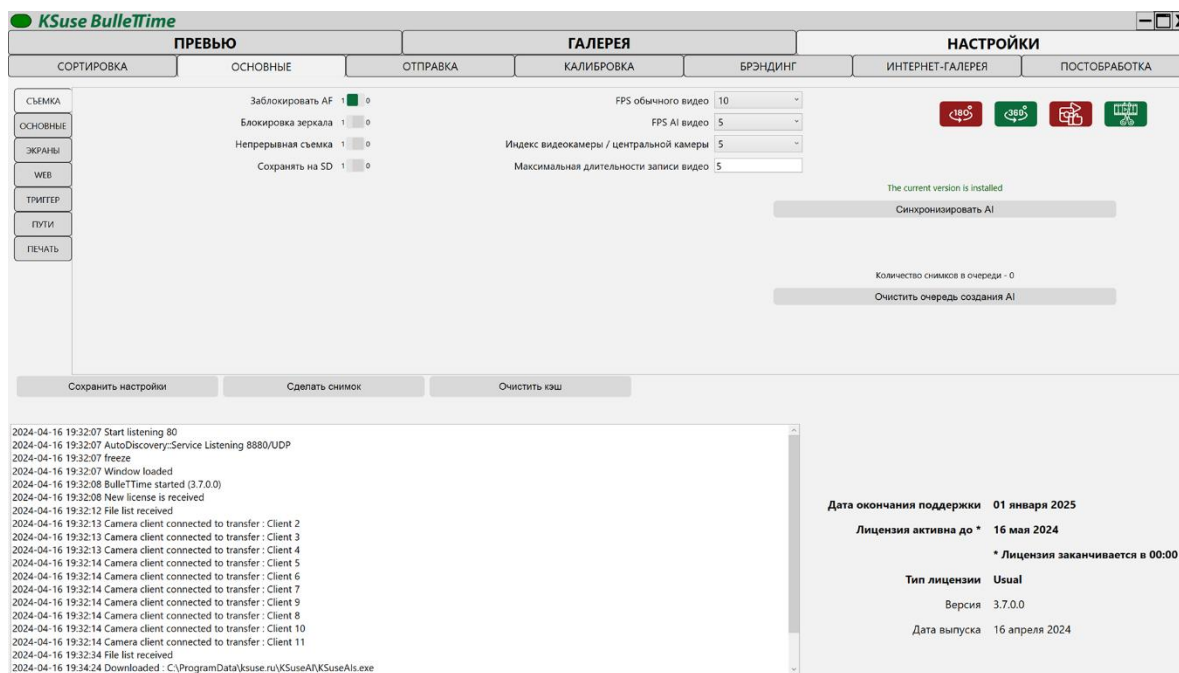 KSuse BulleTime
ПРЕВЬЮ ГАЛЕРЕЯ НАСТРОЙКИ
СОРТИРОВКА ОСНОВНЫЕ ОТПРАВКА КАЛИБРОВКА БРЭНДИНГ ИНТЕРНЕТ-ГАЛЕРЕЯ ПОСТОБРАБОТКА
СЪЕМКА
ОСНОВНЫЕ
ЭКРАНЫ
WEB
ТРИГГЕР
ПУТИ
ПЕЧАТЬ
Заблокировать AF 1 0
Блокировка зеркала 1 0
Непрерывная съемка 1 0
Сохранять на SD 1 0
FPS обычного видео 10
FPS AI видео 5
Индекс видеокамеры / центральной камеры 5
Максимальная длительности записи видео 5
180° 360°
The current version is installed
Синхронизировать AI
Количество снимков в очереди - 0
Очистить очередь создания AI
Сохранить настройки Сделать снимок Очистить кэш
2024-04-16 19:32:07 Start listening 80
2024-04-16 19:32:07 AutoDiscovery::Service Listening 8880/UDP
2024-04-16 19:32:07 freeze
2024-04-16 19:32:07 Window loaded
2024-04-16 19:32:08 BulleTTime started (3.7.0.0)
2024-04-16 19:32:08 New license is received
2024-04-16 19:32:12 File list received
2024-04-16 19:32:13 Camera client connected to transfer : Client 2
2024-04-16 19:32:13 Camera client connected to transfer : Client 3
2024-04-16 19:32:13 Camera client connected to transfer : Client 4
2024-04-16 19:32:14 Camera client connected to transfer : Client 5
2024-04-16 19:32:14 Camera client connected to transfer : Client 6
2024-04-16 19:32:14 Camera client connected to transfer : Client 7
2024-04-16 19:32:14 Camera client connected to transfer : Client 9
2024-04-16 19:32:14 Camera client connected to transfer : Client 8
2024-04-16 19:32:14 Camera client connected to transfer : Client 10
2024-04-16 19:32:14 Camera client connected to transfer : Client 11
2024-04-16 19:32:34 File list received
2024-04-16 19:34:24 Downloaded : C:\ProgramData\ksuse.ru\KSuseAI\KSuseAIs.exe
Дата окончания поддержки 01 января 2025
Лицензия активна до * 16 мая 2024
* Лицензия заканчивается в 00:00
Тип лицензии Usual
Версия 3.7.0.0
Дата выпуска 16 апреля 2024